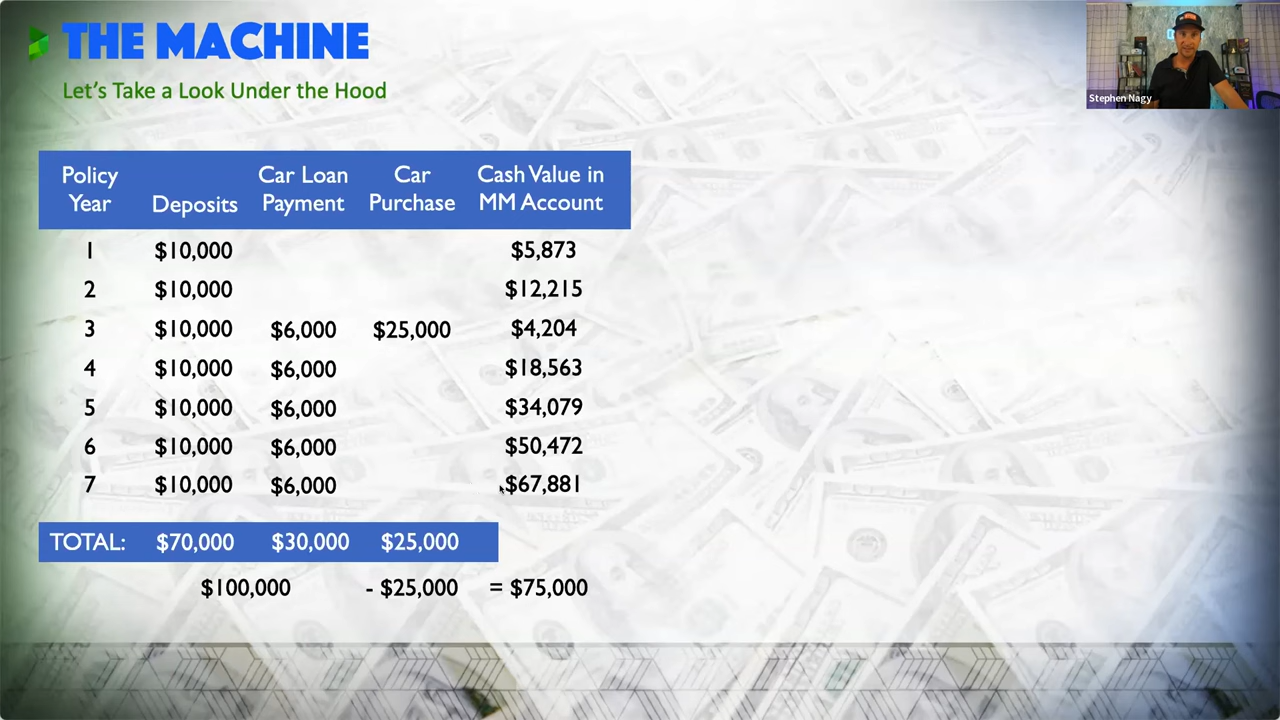 THE MACHINE
Let's Take a Look Under the Hood
Stephen Nagy
Policy Year Deposits Car Loan Payment Car Purchase Cash Value in MM Account
1 $10,000 $5,873
2 $10,000 $12,215
3 $10,000 $6,000 $25,000 $4,204
4 $10,000 $6,000 $18,563
5 $10,000 $6,000 $34,079
6 $10,000 $6,000 $50,472
7 $10,000 $6,000 $67,881
TOTAL: $70,000 $30,000 $25,000
$100,000 - $25,000 = $75,000